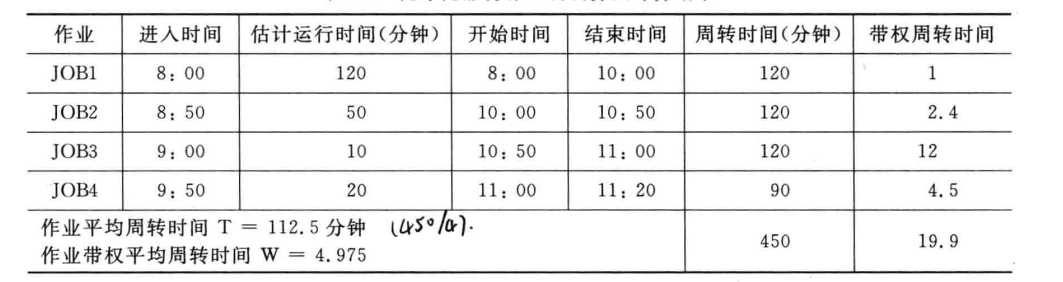 作业 进入时间 估计运行时间(分钟) 开始时间 结束时间 周转时间(分钟) 带权周转时间
JOB1 8：00 120 8：00 10：00 120 1
JOB2 8：50 50 10：00 10：50 120 2.4
JOB3 9：00 10 10：50 11：00 120 12
JOB4 9：50 20 11：00 11：20 90 4.5
作业平均周转时间 T = 112.5 分钟 (450/4).
作业带权平均周转时间 W = 4.975
450 19.9